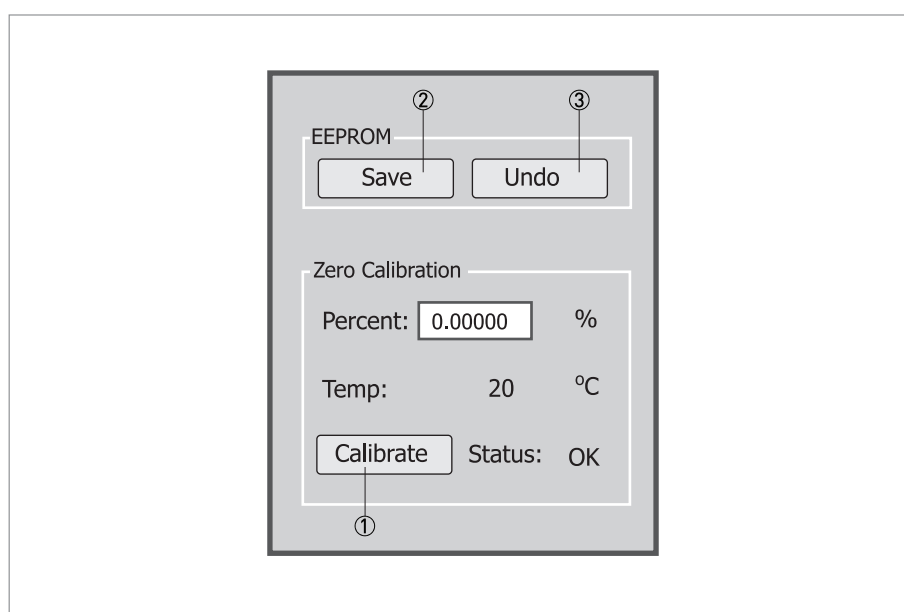 ② ③
EEPROM
Save Undo
Zero Calibration
Percent: 0.00000 %
Temp: 20 °C
Calibrate Status: OK
①